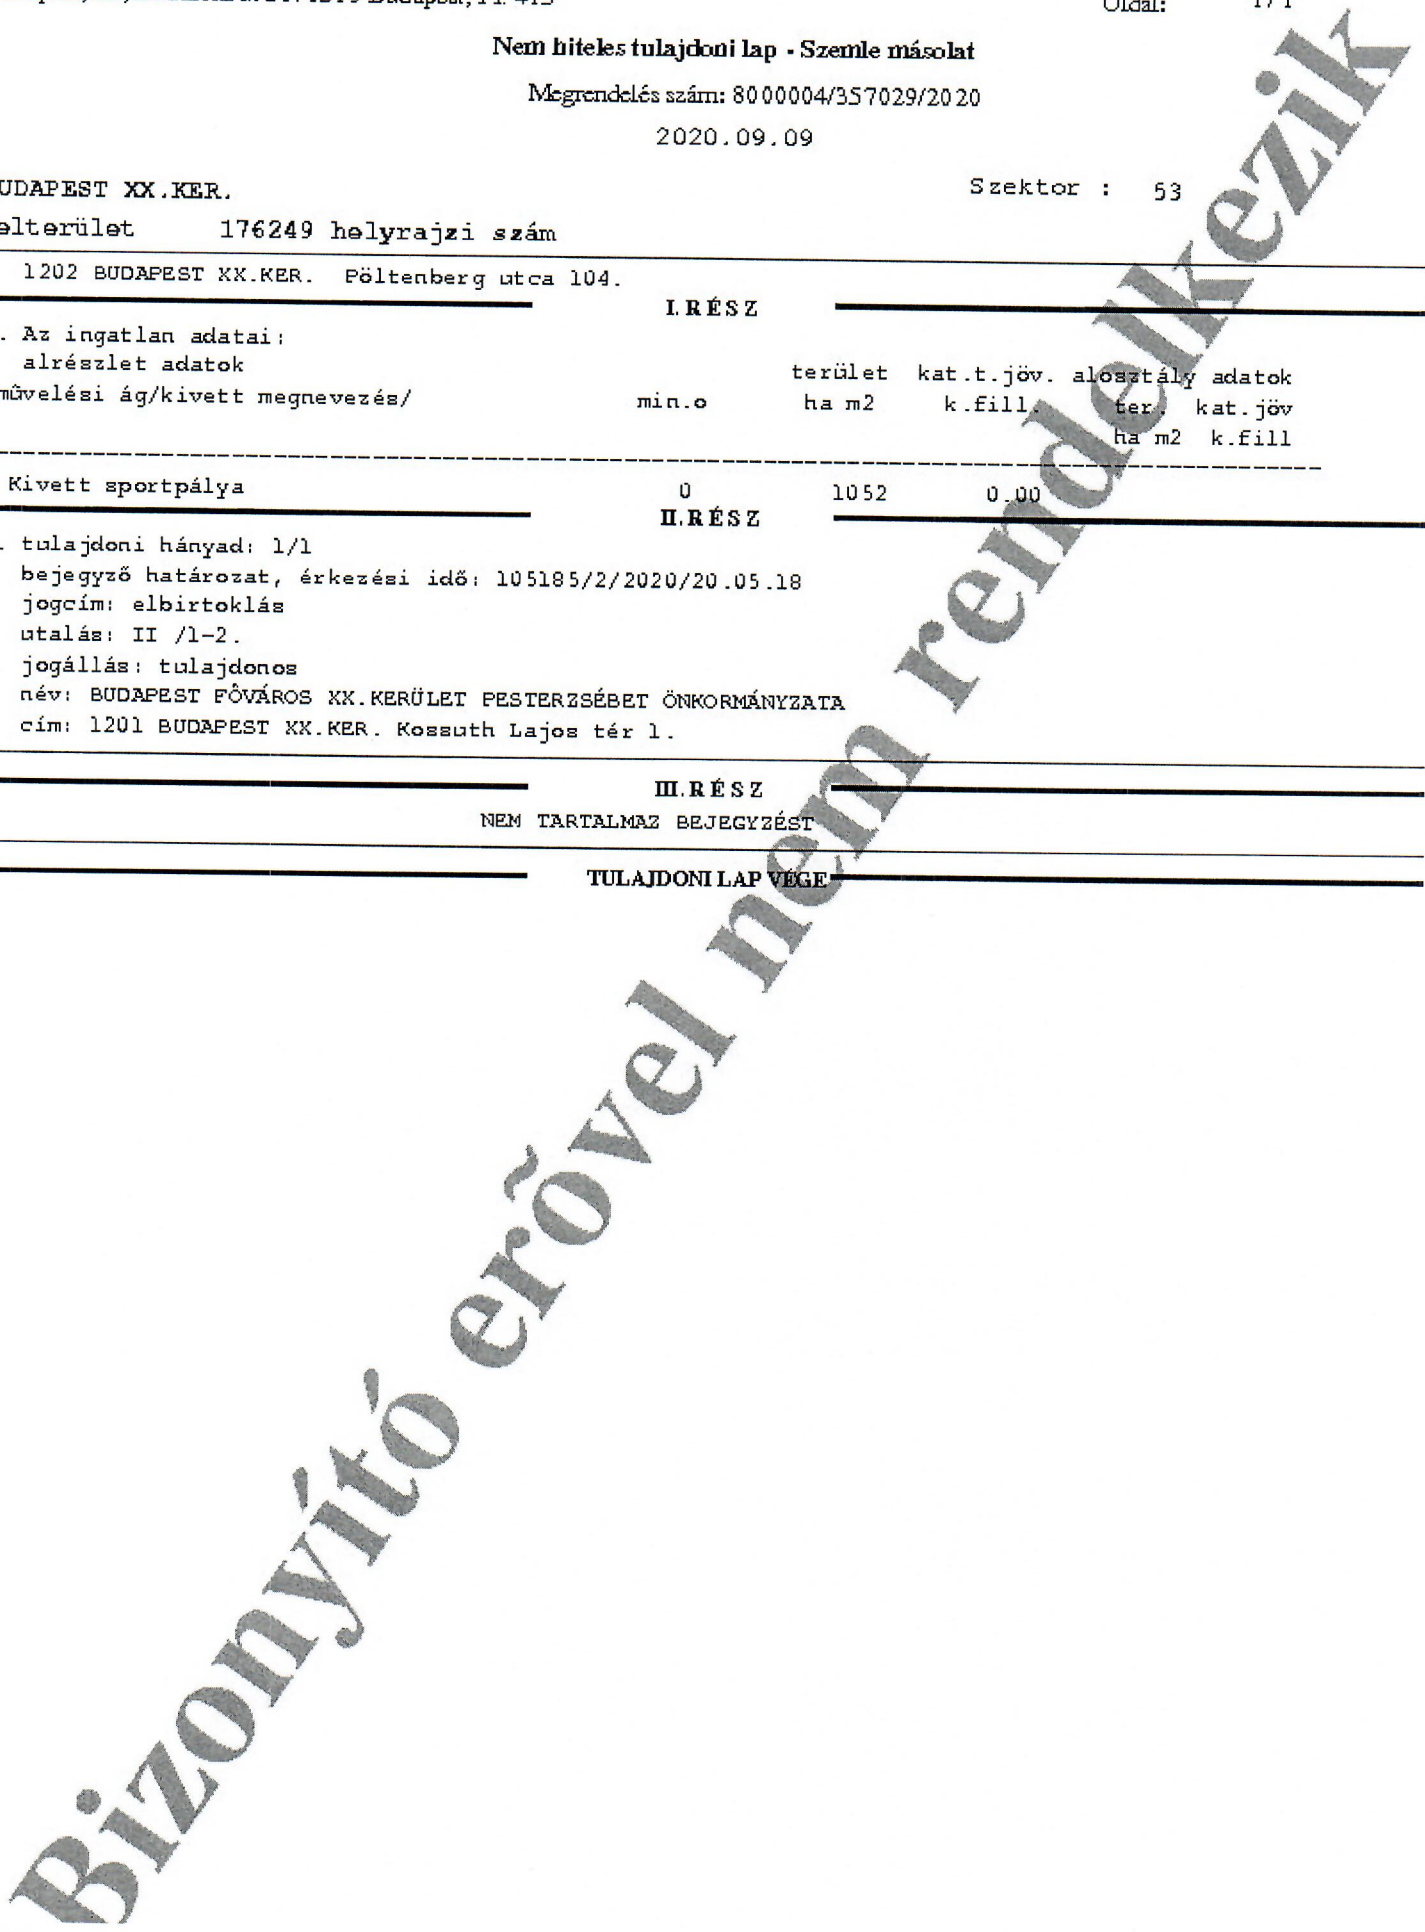 Oldal: 1 / 1
Nem hiteles tulajdoni lap - Szemle másolat
Megrendelés szám: 8000004/357029/2020
2020.09.09
UDAPEST XX.KER.
Szektor : 53
elterület 176249 helyrajzi szám
1202 BUDAPEST XX.KER. Pöltenberg utca 104.
I.RÉSZ
. Az ingatlan adatai:
alrészlet adatok
terület kat.t.jöv. alosztály adatok
művelési ág/kivett megnevezés/ min.o ha m2 k.fill. ter. kat.jöv
ha m2 k.fill
Kivett sportpálya 0 1052 0.00
II.RÉSZ
. tulajdoni hányad: 1/1
bejegyző határozat, érkezési idő: 105185/2/2020/20.05.18
jogcím: elbirtoklás
utalás: II /1-2.
jogállás: tulajdonos
név: BUDAPEST FÔVÁROS XX.KERÜLET PESTERZSÉBET ÖNKORMÁNYZATA
cím: 1201 BUDAPEST XX.KER. Kossuth Lajos tér 1.
III.RÉSZ
NEM TARTALMAZ BEJEGYZÉST
TULAJDONI LAP VÉGE
Bizonyító erõvel nem rendelkezik